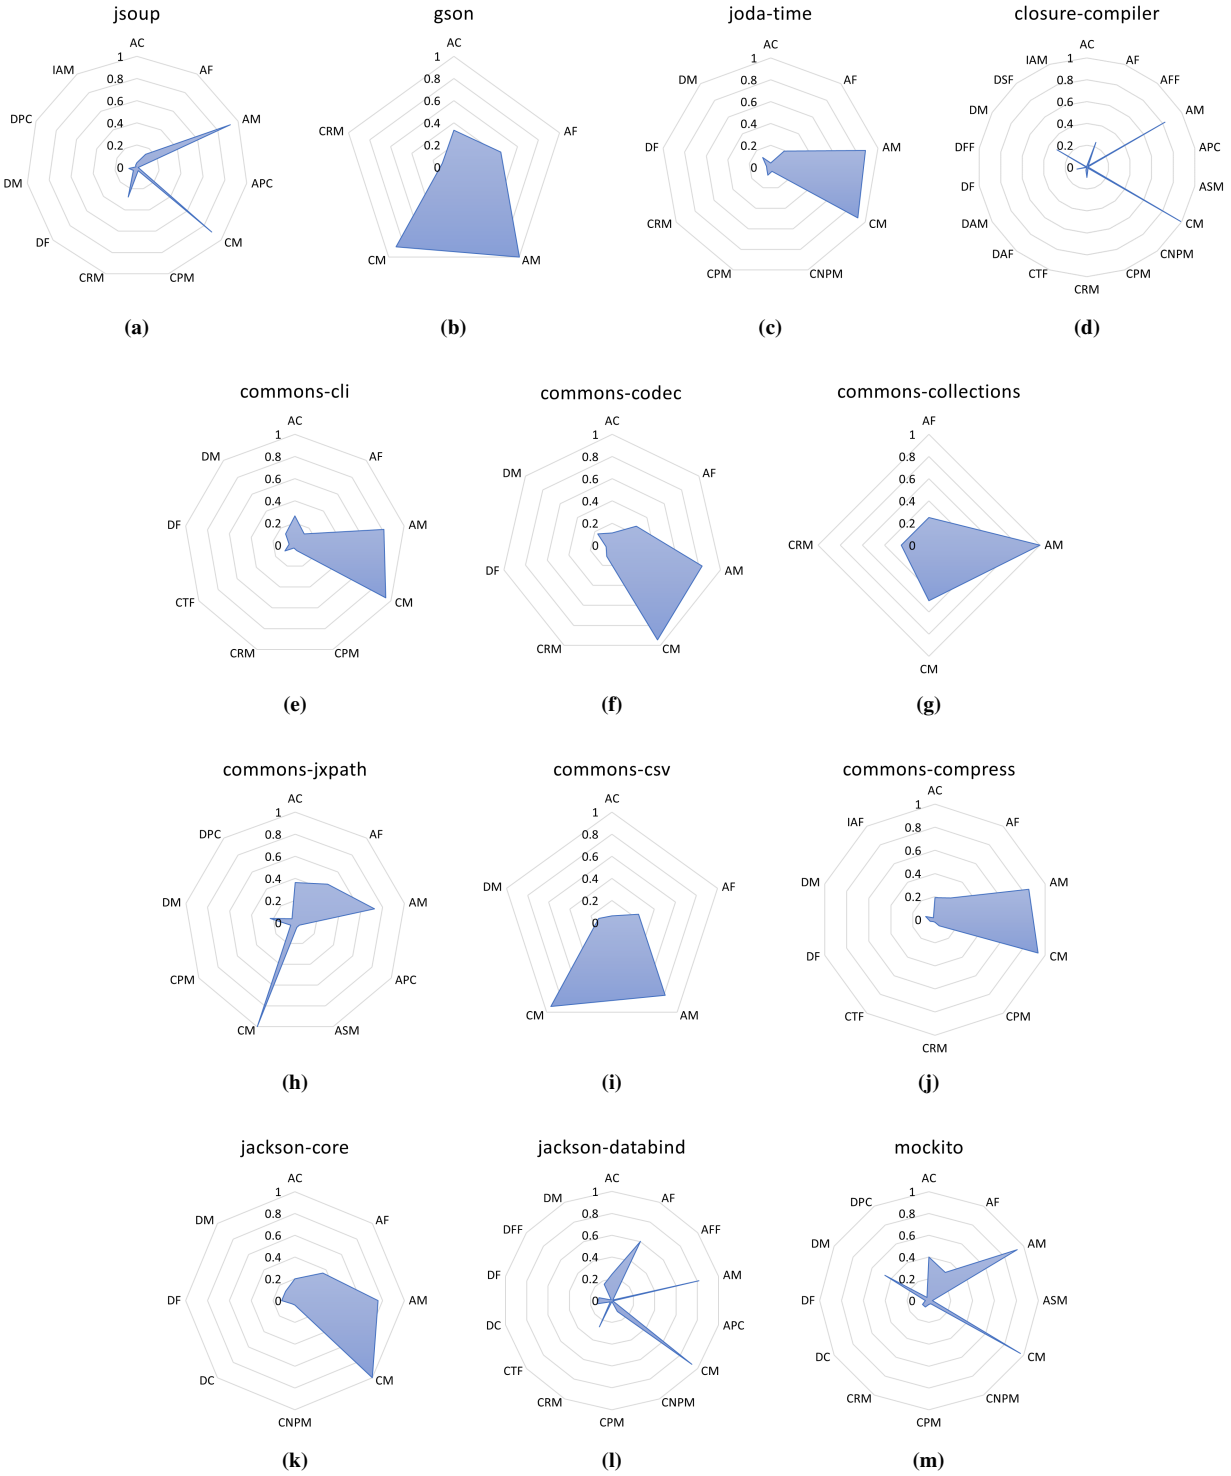 jsoup
AC
AF
AM
APC
CM
CPM
CRM
DF
DM
DPC
IAM
1
0.8
0.6
0.4
0.2
0
(a)
gson
AC
AF
AM
CM
CRM
1
0.8
0.6
0.4
0.2
0
(b)
joda-time
AC
AF
AM
CM
CNPM
CPM
CRM
DF
DM
1
0.8
0.6
0.4
0.2
0
(c)
closure-compiler
AC
AF
AFF
AM
APC
ASM
CM
CNPM
CPM
CRM
CTF
DAF
DAM
DF
DFF
DM
DSF
IAM
1
0.8
0.6
0.4
0.2
0
(d)
commons-cli
AC
AF
AM
CM
CPM
CRM
CTF
DF
DM
1
0.8
0.6
0.4
0.2
0
(e)
commons-codec
AC
AF
AM
CM
CRM
DF
DM
1
0.8
0.6
0.4
0.2
0
(f)
commons-collections
AF
AM
CM
CRM
1
0.8
0.6
0.4
0.2
0
(g)
commons-jxpath
AC
AF
AM
APC
ASM
CM
CPM
DM
DPC
1
0.8
0.6
0.4
0.2
0
(h)
commons-csv
AC
AF
AM
CM
DM
1
0.8
0.6
0.4
0.2
0
(i)
commons-compress
AC
AF
AM
CM
CPM
CRM
CTF
DF
DM
IAF
1
0.8
0.6
0.4
0.2
0
(j)
jackson-core
AC
AF
AM
CM
CNPM
DC
DF
DM
1
0.8
0.6
0.4
0.2
0
(k)
jackson-databind
AC
AF
AFF
AM
APC
CM
CNPM
CPM
CRM
CTF
DC
DF
DFF
DM
1
0.8
0.6
0.4
0.2
0
(l)
mockito
AC
AF
AM
ASM
CM
CNPM
CPM
CRM
DC
DF
DM
DPC
1
0.8
0.6
0.4
0.2
0
(m)